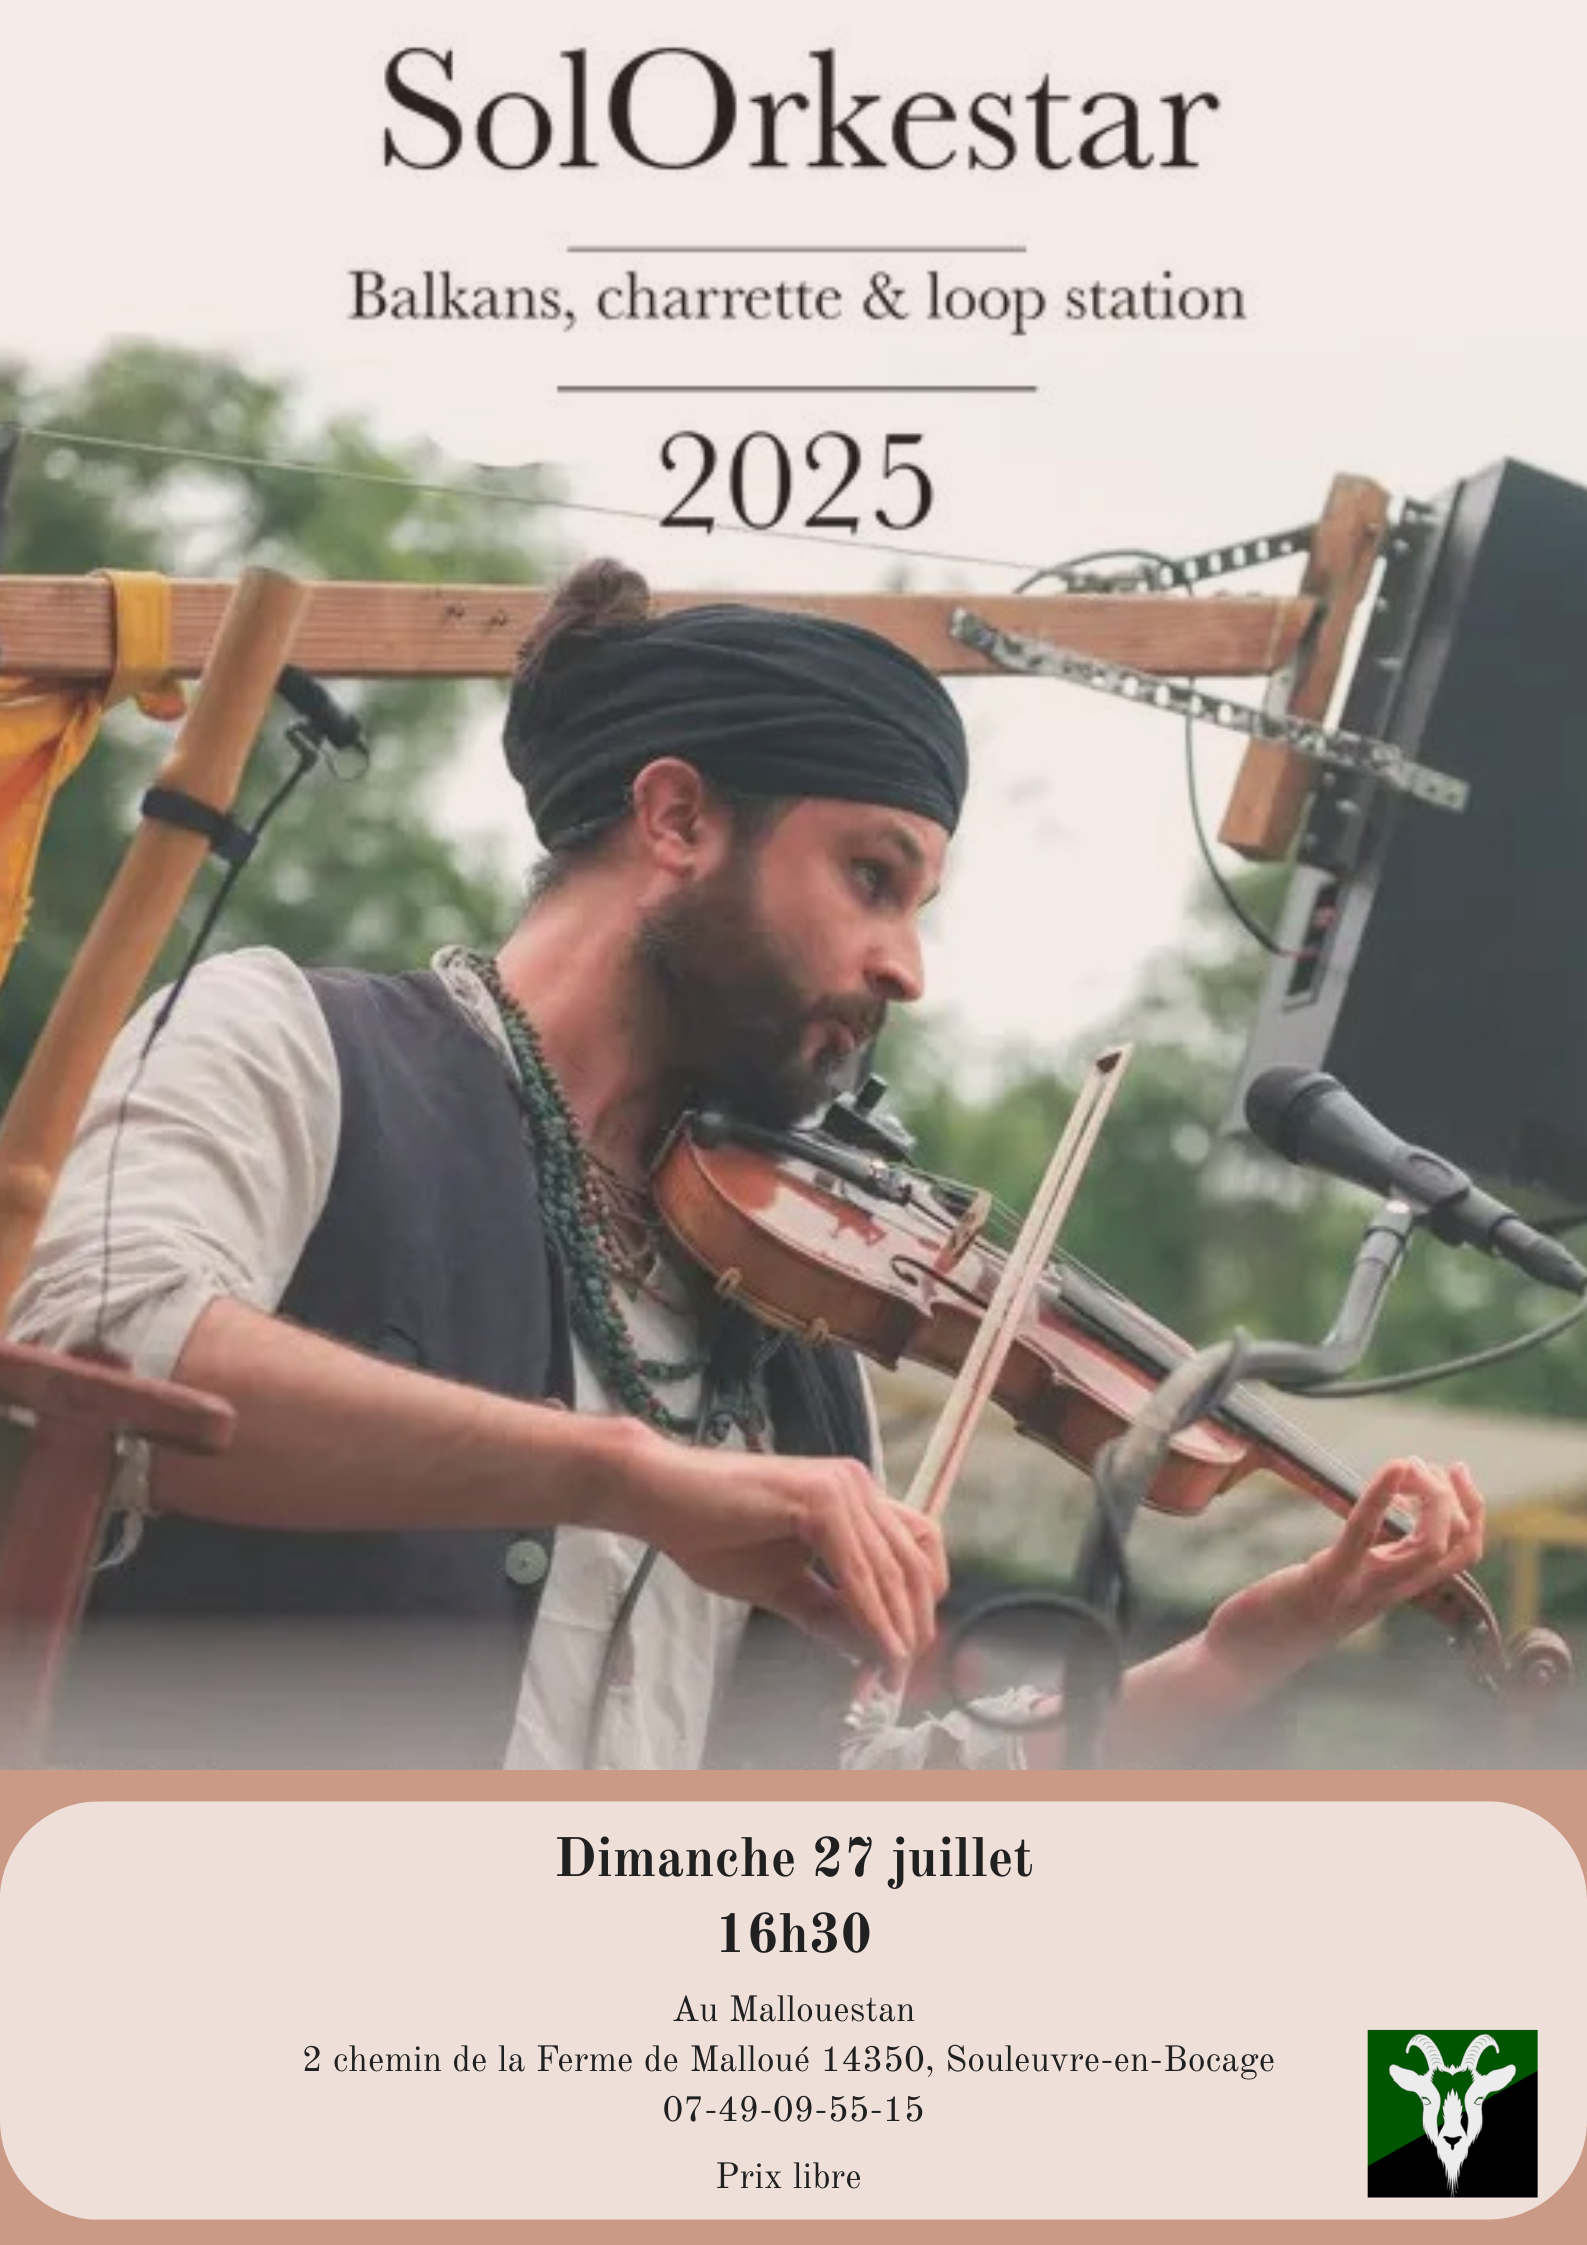 SolOrkestar
Balkans, charrette & loop station
2025
Dimanche 27 juillet
16h30
Au Mallouestan
2 chemin de la Ferme de Malloué 14350, Souleuvre-en-Bocage
07-49-09-55-15
Prix libre